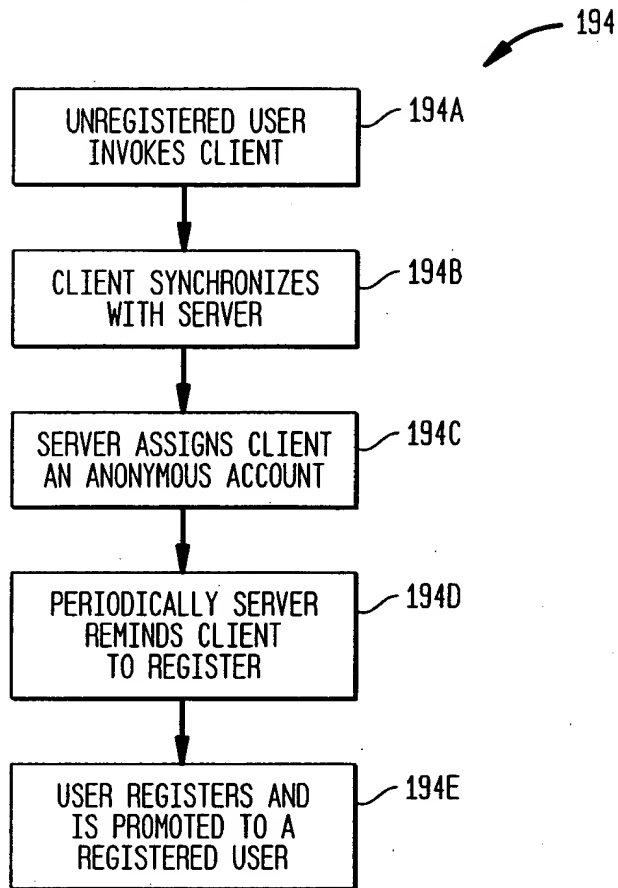 194
UNREGISTERED USER
INVOKES CLIENT
194A
CLIENT SYNCHRONIZES
WITH SERVER
194B
SERVER ASSIGNS CLIENT
AN ANONYMOUS ACCOUNT
194C
PERIODICALLY SERVER
REMINDS CLIENT
TO REGISTER
194D
USER REGISTERS AND
IS PROMOTED TO A
REGISTERED USER
194E